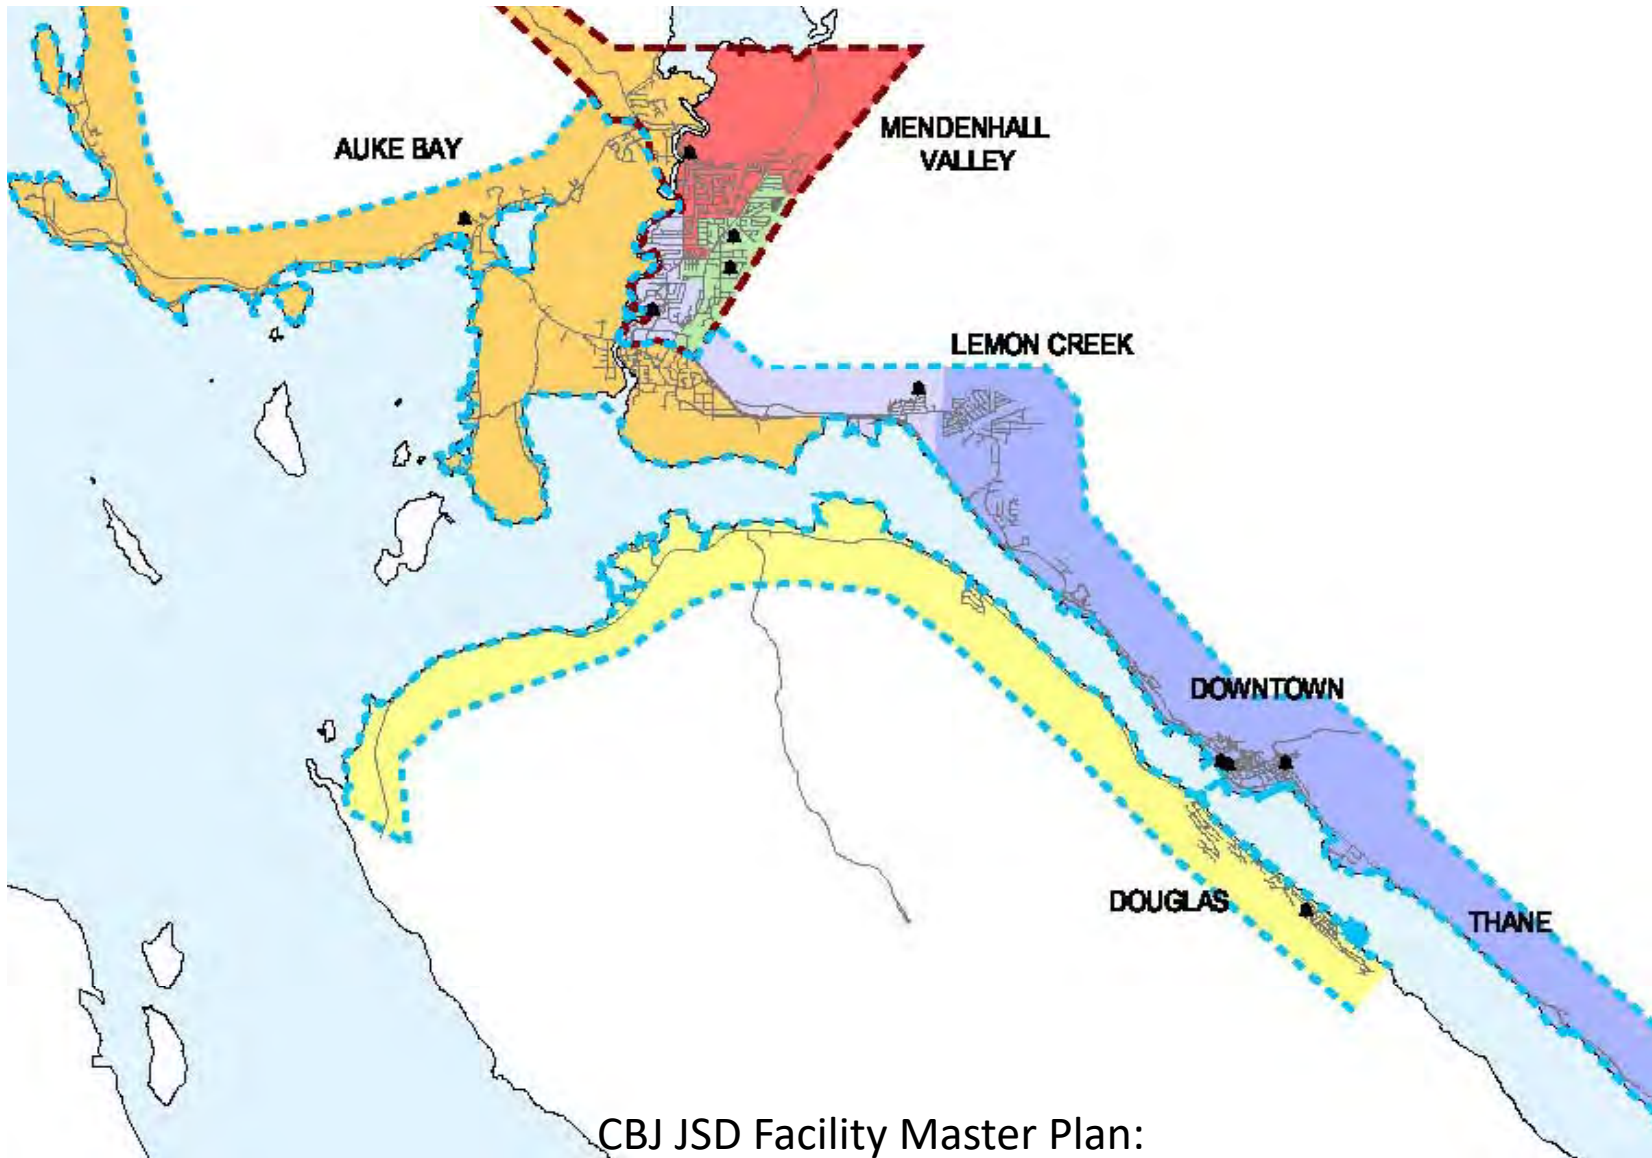 MENDENHALL
VALLEY
AUKE BAY
LEMON CREEK
DOWNTOWN
DOUGLAS
THANE
CBJ JSD Facility Master Plan: